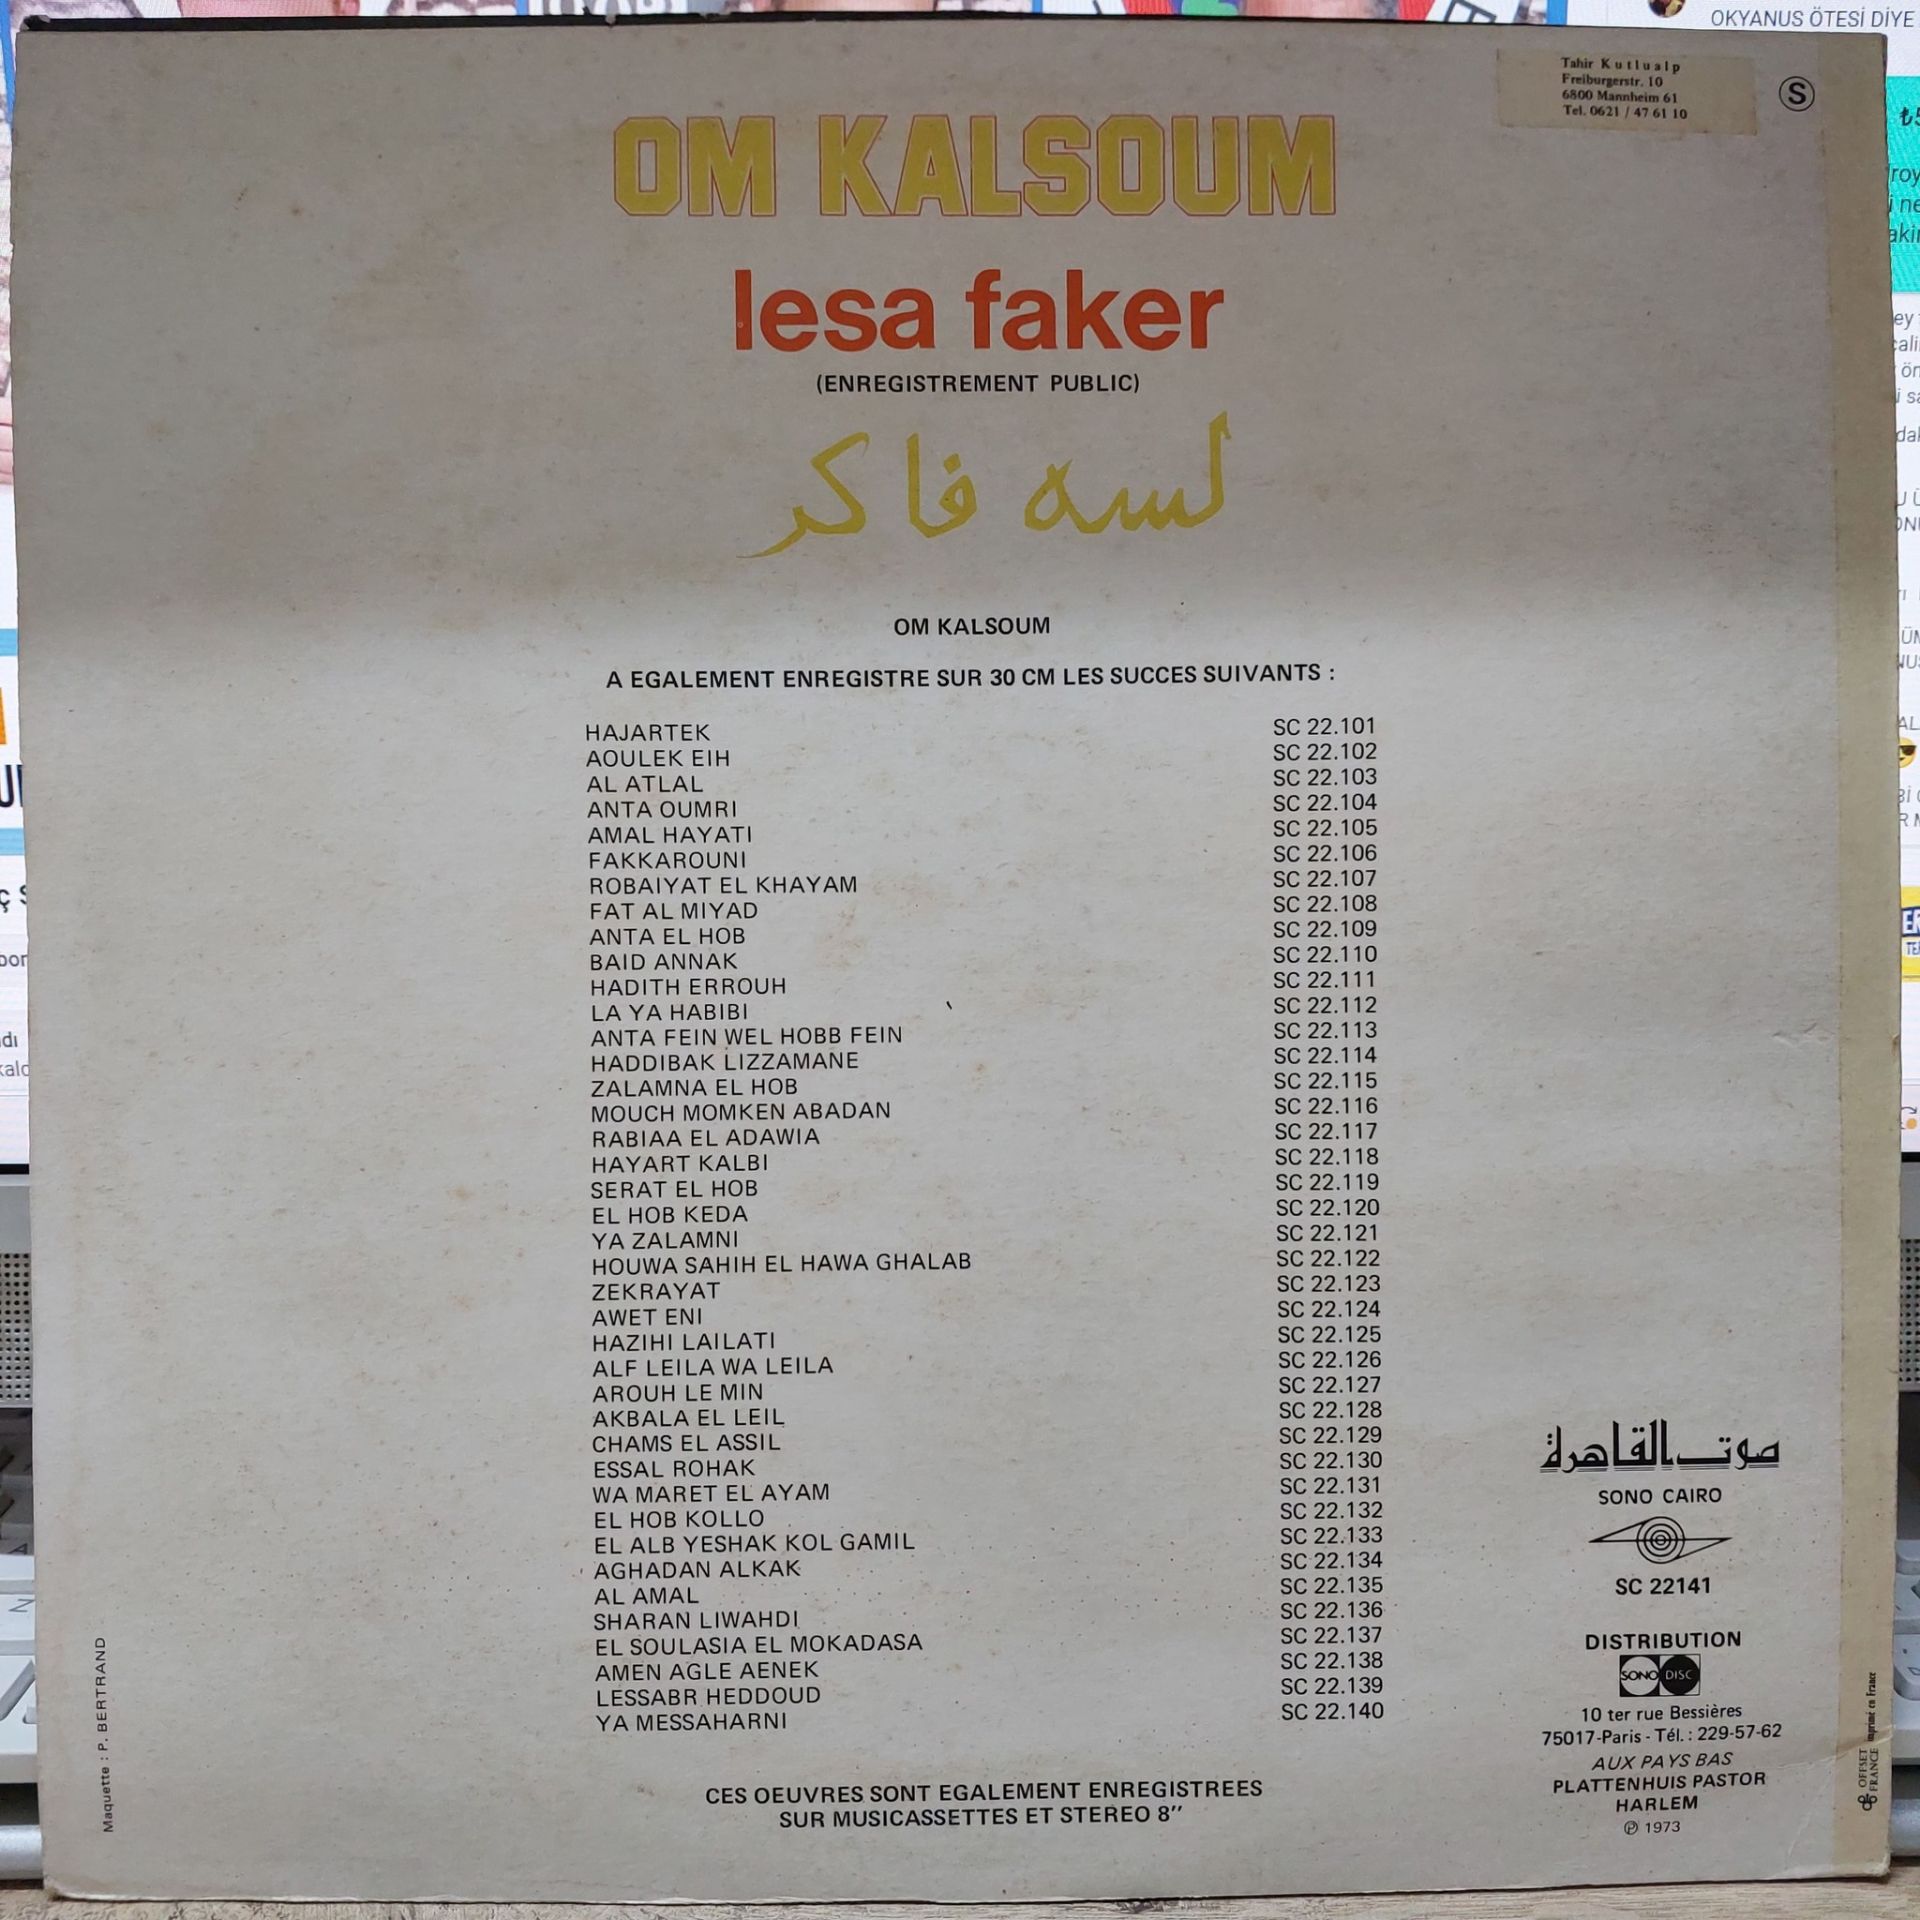 OKYANUS ÖTESİ DİYE
Tahir Kutlualp
Freiburgerstr. 10
6800 Mannheim 61
Tel. 0621 / 47 61 10
S
OM KALSOUM
lesa faker
(ENREGISTREMENT PUBLIC)
لسه فاكر
OM KALSOUM
A EGALEMENT ENREGISTRE SUR 30 CM LES SUCCES SUIVANTS :
HAJARTEK SC 22.101
AOULEK EIH SC 22.102
AL ATLAL SC 22.103
ANTA OUMRI SC 22.104
AMAL HAYATI SC 22.105
FAKKAROUNI SC 22.106
ROBAIYAT EL KHAYAM SC 22.107
FAT AL MIYAD SC 22.108
ANTA EL HOB SC 22.109
BAID ANNAK SC 22.110
HADITH ERROUH SC 22.111
LA YA HABIBI SC 22.112
ANTA FEIN WEL HOBB FEIN SC 22.113
HADDIBAK LIZZAMANE SC 22.114
ZALAMNA EL HOB SC 22.115
MOUCH MOMKEN ABADAN SC 22.116
RABIAA EL ADAWIA SC 22.117
HAYART KALBI SC 22.118
SERAT EL HOB SC 22.119
EL HOB KEDA SC 22.120
YA ZALAMNI SC 22.121
HOUWA SAHIH EL HAWA GHALAB SC 22.122
ZEKRAYAT SC 22.123
AWET ENI SC 22.124
HAZIHI LAILATI SC 22.125
ALF LEILA WA LEILA SC 22.126
AROUH LE MIN SC 22.127
AKBALA EL LEIL SC 22.128
CHAMS EL ASSIL SC 22.129
ESSAL ROHAK SC 22.130
WA MARET EL AYAM SC 22.131
EL HOB KOLLO SC 22.132
EL ALB YESHAK KOL GAMIL SC 22.133
AGHADAN ALKAK SC 22.134
AL AMAL SC 22.135
SHARAN LIWAHDI SC 22.136
EL SOULASIA EL MOKADASA SC 22.137
AMEN AGLE AENEK SC 22.138
LESSABR HEDDOUD SC 22.139
YA MESSAHARNI SC 22.140
CES OEUVRES SONT EGALEMENT ENREGISTREES
SUR MUSICASSETTES ET STEREO 8″
صوت القاهرة
SONO CAIRO
SC 22141
DISTRIBUTION
SONO DISC
10 ter rue Bessières
75017-Paris - Tél. : 229-57-62
AUX PAYS BAS
PLATTENHUIS PASTOR
HARLEM
℗ 1973
Maquette : P. BERTRAND
OFFSET
FRANCE imprimé en France